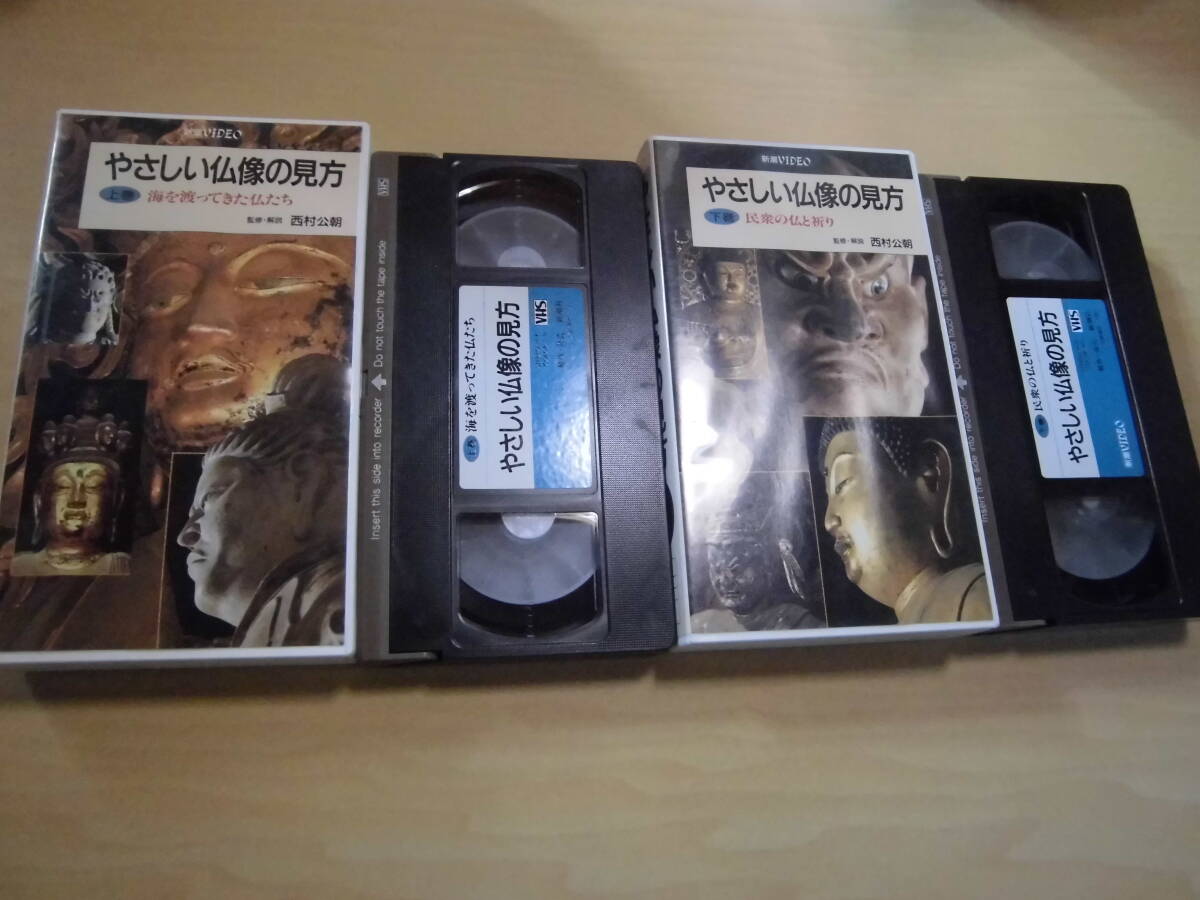 新潮VIDEO
やさしい仏像の見方
上巻 海を渡ってきた仏たち
監修・解説 西村公朝
VHS
Insert this side into recorder Do not touch the tape inside
上巻 海を渡ってきた仏たち
やさしい仏像の見方
VHS
新潮VIDEO
やさしい仏像の見方
下巻 民衆の仏と祈り
監修・解説 西村公朝
VHS
Insert this side into recorder Do not touch the tape inside
下巻 民衆の仏と祈り
やさしい仏像の見方
VHS
新潮VIDEO